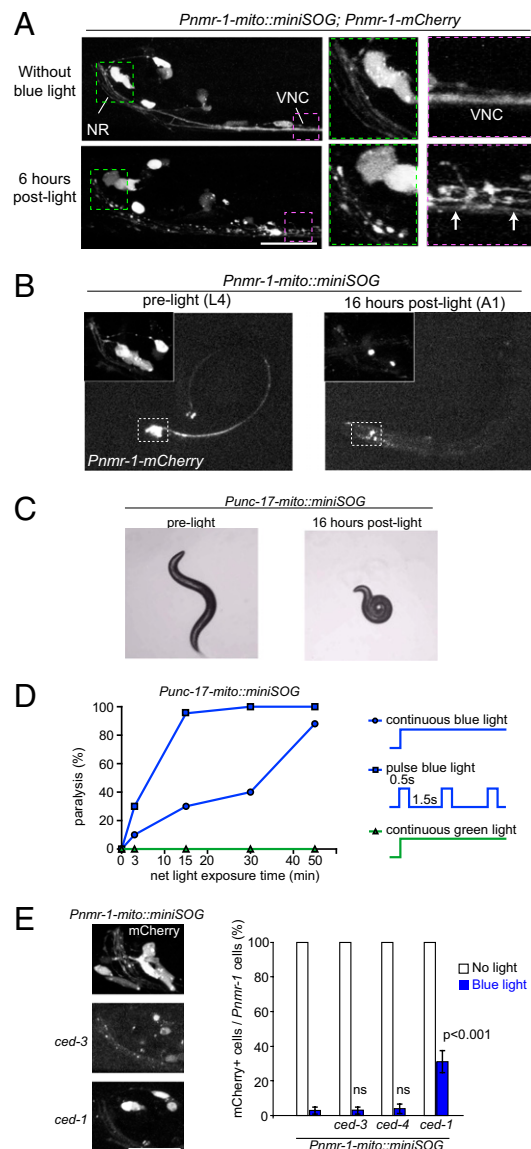 A
Pnmr-1-mito::miniSOG; Pnmr-1-mCherry
Without
blue light
NR
VNC
VNC
6 hours
post-light
B
Pnmr-1-mito::miniSOG
pre-light (L4)
16 hours post-light (A1)
Pnmr-1-mCherry
C
Punc-17-mito::miniSOG
pre-light
16 hours post-light
D
Punc-17-mito::miniSOG
paralysis (%)
100
80
60
40
20
0
0 3 10 15 20 30 40 50
net light exposure time (min)
continuous blue light
pulse blue light
0.5s
1.5s
continuous green light
E
Pnmr-1-mito::miniSOG
mCherry
ced-3
ced-1
mCherry+ cells / Pnmr-1 cells (%)
100
80
60
40
20
0
No light
Blue light
p<0.001
ns
ns
ced-3 ced-4 ced-1
Pnmr-1-mito::miniSOG